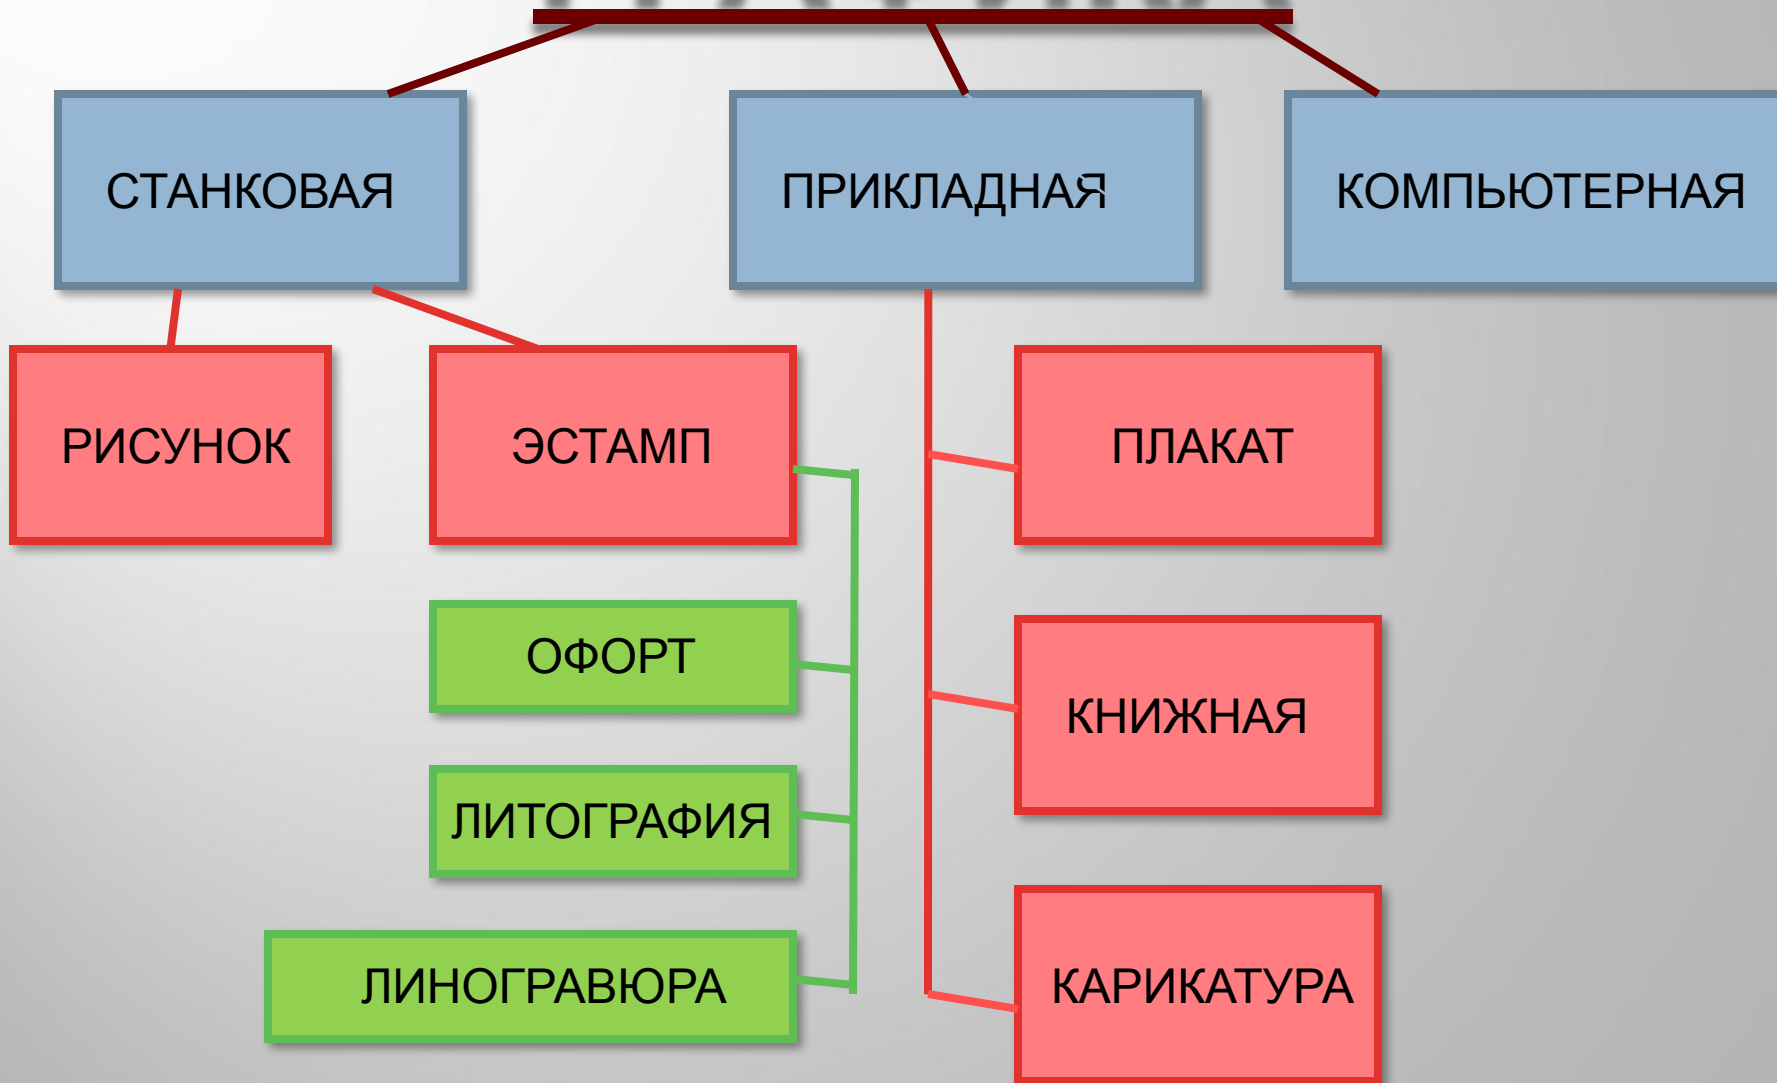 СТАНКОВАЯ
ПРИКЛАДНАЯ
КОМПЬЮТЕРНАЯ
РИСУНОК
ЭСТАМП
ПЛАКАТ
ОФОРТ
КНИЖНАЯ
ЛИТОГРАФИЯ
ЛИНОГРАВЮРА
КАРИКАТУРА